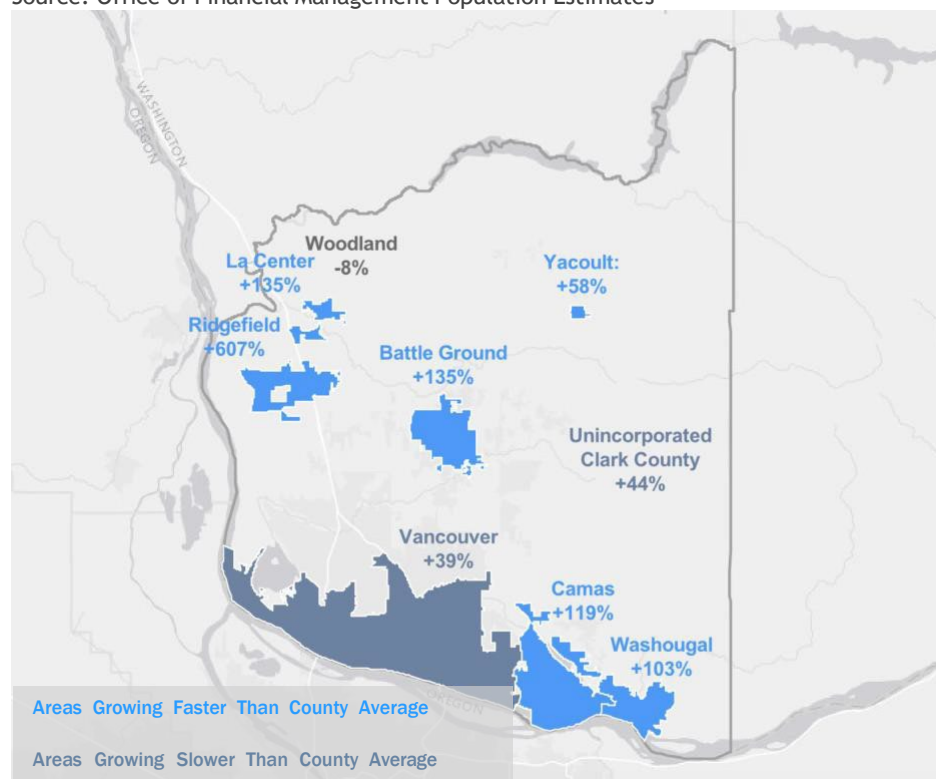 Source: Office of Financial Management Population Estimates
WASHINGTON
OREGON
Woodland
-8%
La Center
+135%
Yacoult:
+58%
Ridgefield
+607%
Battle Ground
+135%
Unincorporated
Clark County
+44%
Vancouver
+39%
Camas
+119%
Washougal
+103%
OREGON
Areas Growing Faster Than County Average
Areas Growing Slower Than County Average